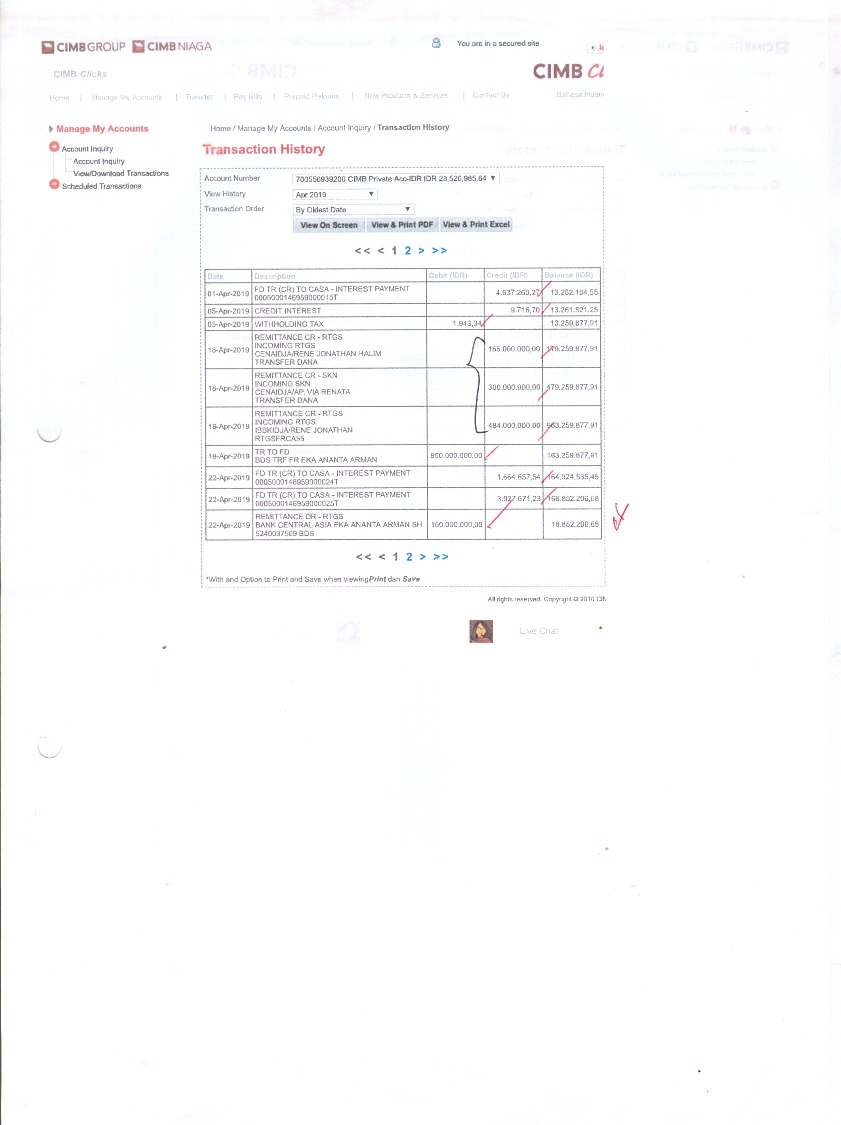 CIMBGROUP CIMBNIAGA
You are in a secured site
CIMB Clicks
CIMB Cl
Home | Manage My Accounts | Transfer | Pay Bills | Prepaid Reloads | New Products & Services | Contact Us
Bahasa Indon
Manage My Accounts
Account Inquiry
Account Inquiry
View/Download Transactions
Scheduled Transactions
Home / Manage My Accounts / Account Inquiry / Transaction History
Transaction History
Account Number 700556939200 CIMB Private Acc-IDR IDR 23,526,985.64
View History Apr 2019
Transaction Order By Oldest Date
View On Screen View & Print PDF View & Print Excel
<< < 1 2 > >>
Date Description Debit (IDR) Credit (IDR) Balance (IDR)
01-Apr-2019 FD TR (CR) TO CASA - INTEREST PAYMENT 4.637.260,27 13.252.104,55
0005000146959000015T
05-Apr-2019 CREDIT INTEREST 9.716,70 13.261.821,25
05-Apr-2019 WITHHOLDING TAX 1.943,34 13.259.877,91
18-Apr-2019 REMITTANCE CR - RTGS 166.000.000,00 179.259.877,91
INCOMING RTGS
CENAIDJA/RENE JONATHAN HALIM
TRANSFER DANA
18-Apr-2019 REMITTANCE CR - SKN 300.000.000,00 479.259.877,91
INCOMING SKN
CENAIDJA/AP. VIA RENATA
TRANSFER DANA
18-Apr-2019 REMITTANCE CR - RTGS 484.000.000,00 963.259.877,91
INCOMING RTGS
IBBKIDJA/RENE JONATHAN
RTGSFRCA55
18-Apr-2019 TR TO FD 800.000.000,00 163.259.877,91
BDS TRF FR EKA ANANTA ARMAN
22-Apr-2019 FD TR (CR) TO CASA - INTEREST PAYMENT 1.664.657,54 164.924.535,45
0005000146959000024T
22-Apr-2019 FD TR (CR) TO CASA - INTEREST PAYMENT 3.927.671,23 168.852.206,68
0005000146959000025T
22-Apr-2019 REMITTANCE DR - RTGS 150.000.000,00 18.852.206,68
BANK CENTRAL ASIA EKA ANANTA ARMAN SH
5240037569 BDS
<< < 1 2 > >>
*With and Option to Print and Save when viewingPrint dan Save
All rights reserved. Copyright © 2010 CIM
Live Chat